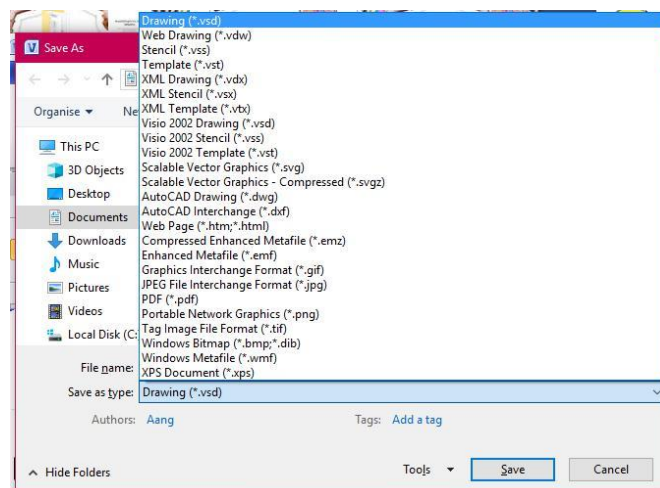 Drawing (*.vsd)
Web Drawing (*.vdw)
Stencil (*.vss)
Template (*.vst)
XML Drawing (*.vdx)
XML Stencil (*.vsx)
XML Template (*.vtx)
Visio 2002 Drawing (*.vsd)
Visio 2002 Stencil (*.vss)
Visio 2002 Template (*.vst)
Scalable Vector Graphics (*.svg)
Scalable Vector Graphics - Compressed (*.svgz)
AutoCAD Drawing (*.dwg)
AutoCAD Interchange (*.dxf)
Web Page (*.htm;*.html)
Compressed Enhanced Metafile (*.emz)
Enhanced Metafile (*.emf)
Graphics Interchange Format (*.gif)
JPEG File Interchange Format (*.jpg)
PDF (*.pdf)
Portable Network Graphics (*.png)
Tag Image File Format (*.tif)
Windows Bitmap (*.bmp;*.dib)
Windows Metafile (*.wmf)
XPS Document (*.xps)
Save As
Organise Ne
This PC
3D Objects
Desktop
Documents
Downloads
Music
Pictures
Videos
Local Disk (C:
File name:
Save as type: Drawing (*.vsd)
Authors: Aang Tags: Add a tag
Hide Folders Tools Save Cancel